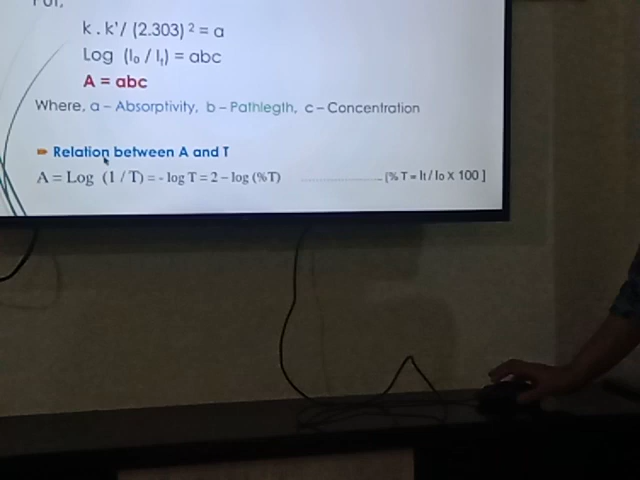 k . k'/ (2.303) ² = a
Log (I₀ / Iₜ) = abc
A = abc
Where, a – Absorptivity, b – Pathlegth, c – Concentration
Relation between A and T
A = Log (1 / T) = - log T = 2 – log (%T) ........................ [% T = It / Io X 100 ]